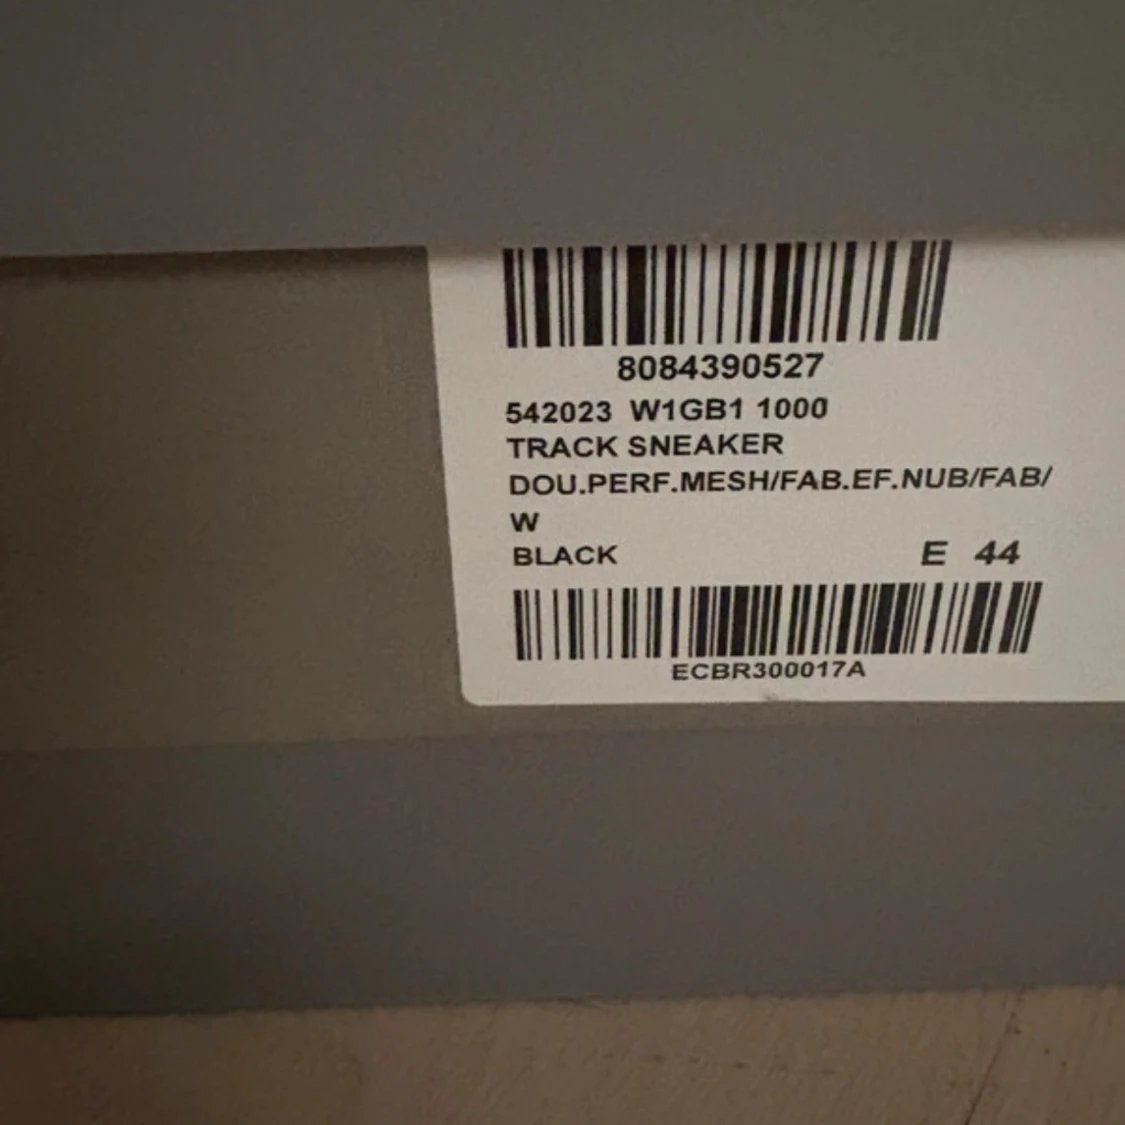 8084390527
542023 W1GB1 1000
TRACK SNEAKER
DOU.PERF.MESH/FAB.EF.NUB/FAB/
W
BLACK E 44
ECBR300017A